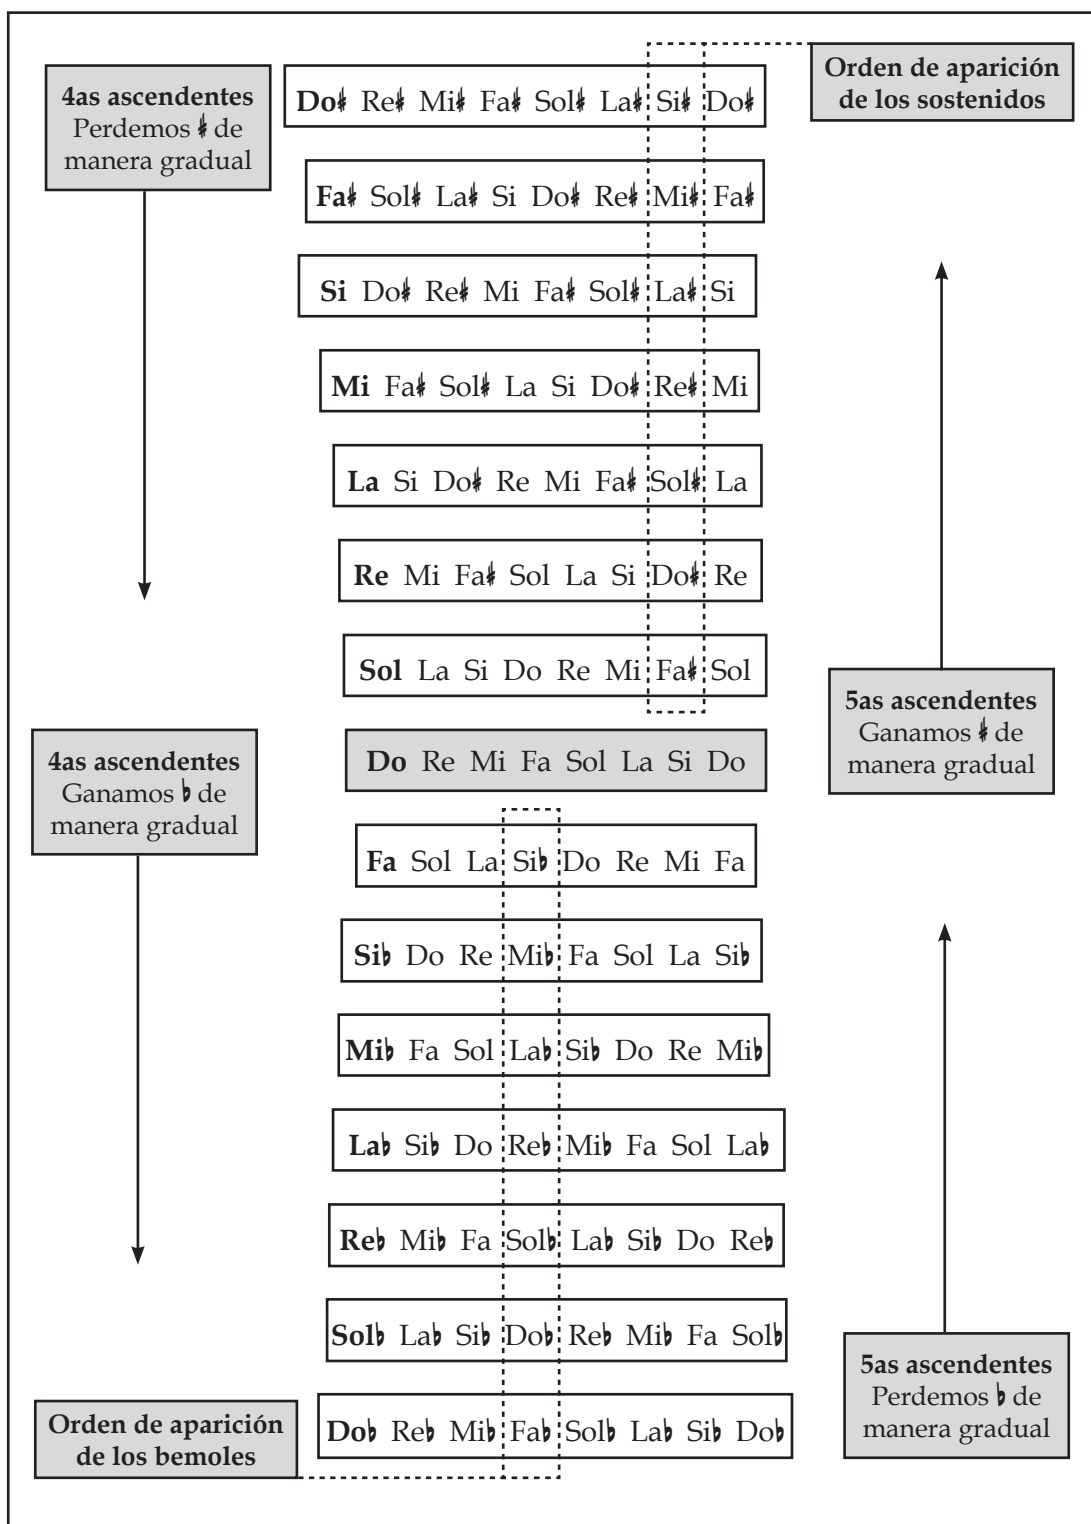 Orden de aparición
de los sostenidos
4as ascendentes
Perdemos ♯ de
manera gradual
Do♯ Re♯ Mi♯ Fa♯ Sol♯ La♯ Si♯ Do♯
Fa♯ Sol♯ La♯ Si Do♯ Re♯ Mi♯ Fa♯
Si Do♯ Re♯ Mi Fa♯ Sol♯ La♯ Si
Mi Fa♯ Sol♯ La Si Do♯ Re♯ Mi
La Si Do♯ Re Mi Fa♯ Sol♯ La
Re Mi Fa♯ Sol La Si Do♯ Re
Sol La Si Do Re Mi Fa♯ Sol
5as ascendentes
Ganamos ♯ de
manera gradual
4as ascendentes
Ganamos ♭ de
manera gradual
Do Re Mi Fa Sol La Si Do
Fa Sol La Si♭ Do Re Mi Fa
Si♭ Do Re Mi♭ Fa Sol La Si♭
Mi♭ Fa Sol La♭ Si♭ Do Re Mi♭
La♭ Si♭ Do Re♭ Mi♭ Fa Sol La♭
Re♭ Mi♭ Fa Sol♭ La♭ Si♭ Do Re♭
Sol♭ La♭ Si♭ Do♭ Re♭ Mi♭ Fa Sol♭
5as ascendentes
Perdemos ♭ de
manera gradual
Orden de aparición
de los bemoles
Do♭ Re♭ Mi♭ Fa♭ Sol♭ La♭ Si♭ Do♭